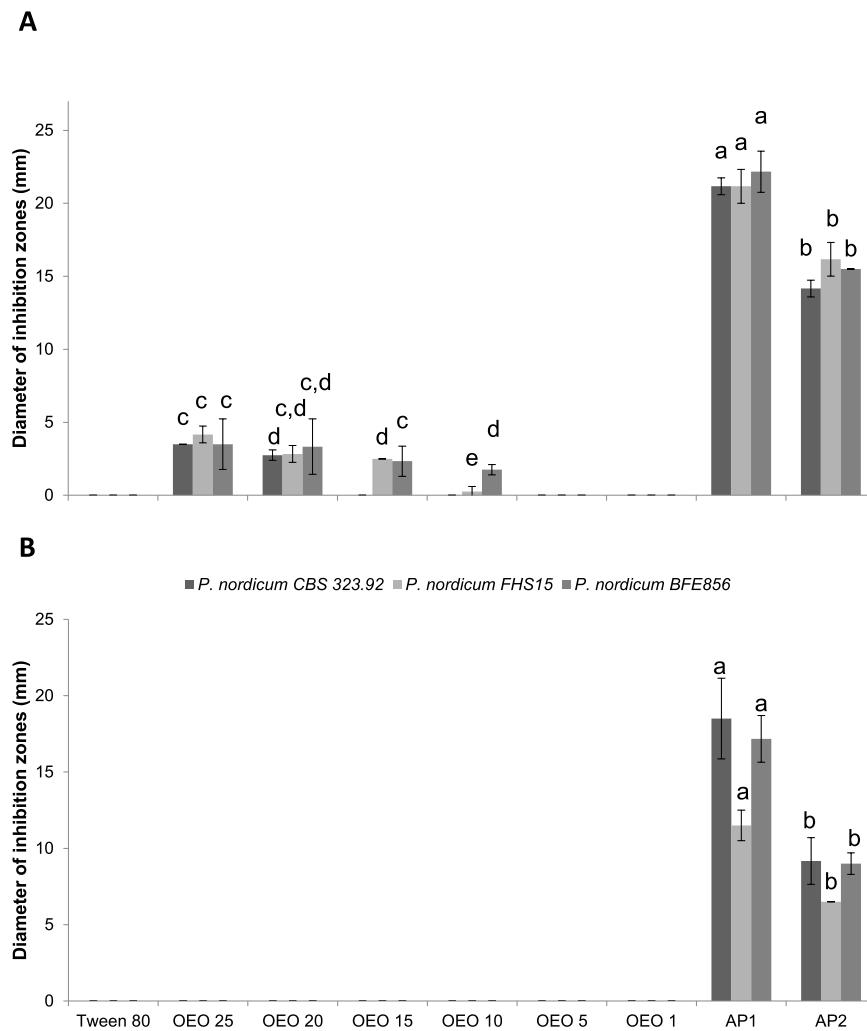 A
Diameter of inhibition zones (mm)
25
20
15
10
5
0
c
c
c
d
c,d
c,d
d
c
e
d
a
a
a
b
b
b
B
P. nordicum CBS 323.92 P. nordicum FHS15 P. nordicum BFE856
Diameter of inhibition zones (mm)
25
20
15
10
5
0
a
a
a
b
b
b
Tween 80 OEO 25 OEO 20 OEO 15 OEO 10 OEO 5 OEO 1 AP1 AP2